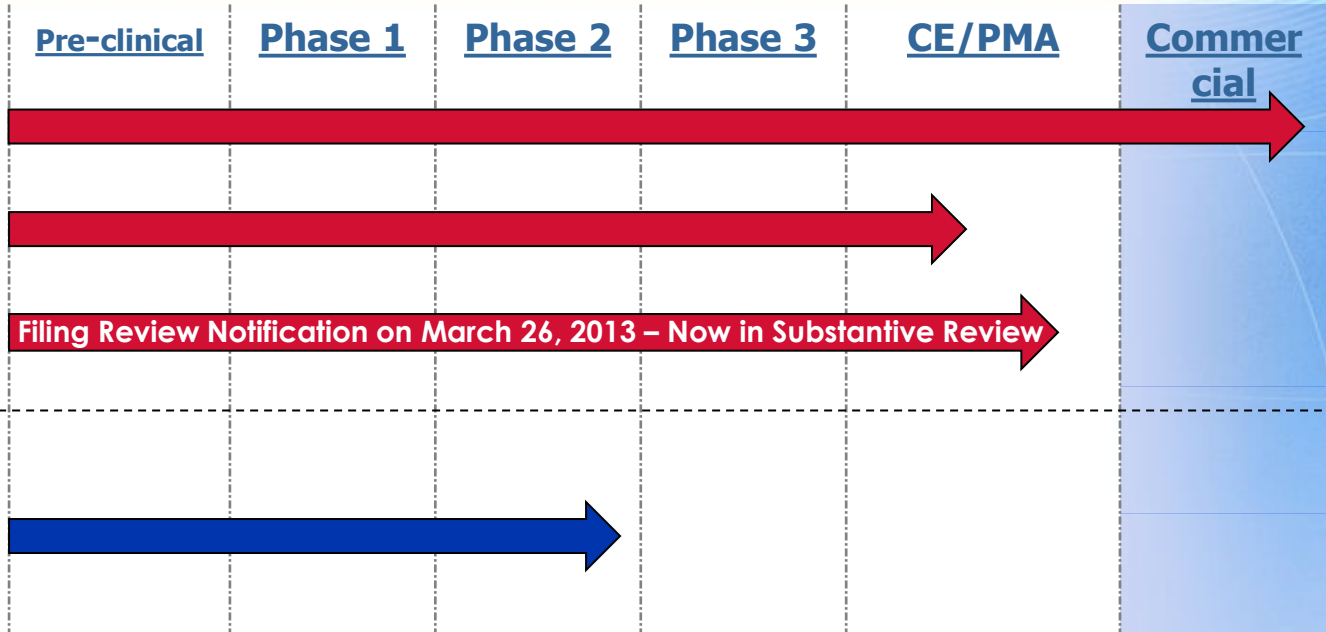 Pre-clinical
Phase 1
Phase 2
Phase 3
CE/PMA
Commer
cial
Filing Review Notification on March 26, 2013 – Now in Substantive Review